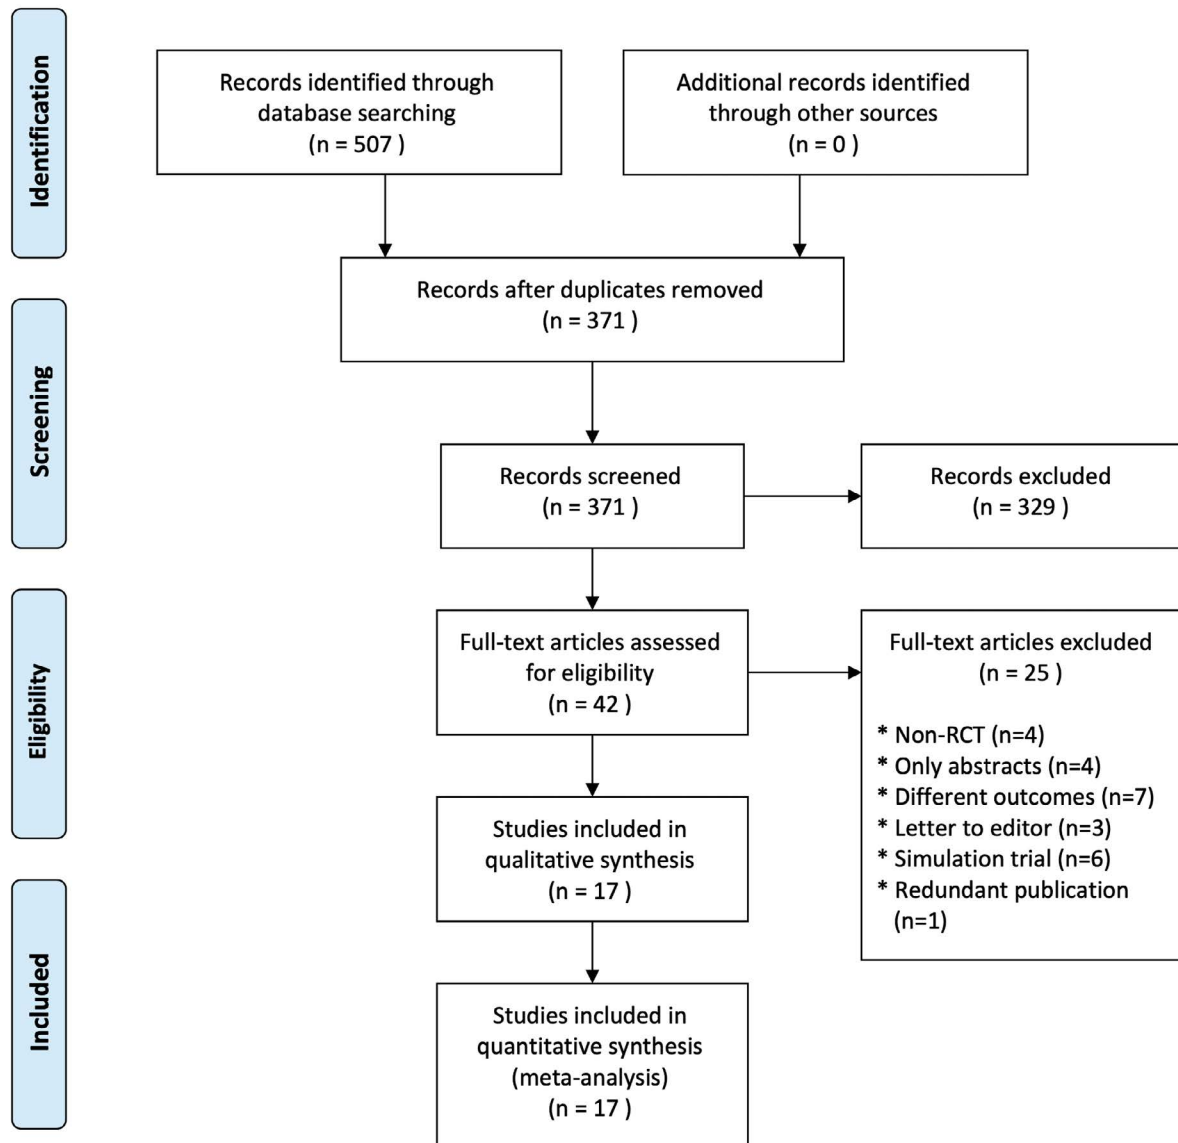 Identification
Records identified through
database searching
(n = 507 )
Additional records identified
through other sources
(n = 0 )
Records after duplicates removed
(n = 371 )
Screening
Records screened
(n = 371 )
Records excluded
(n = 329 )
Eligibility
Full-text articles assessed
for eligibility
(n = 42 )
Full-text articles excluded
(n = 25 )
* Non-RCT (n=4)
* Only abstracts (n=4)
* Different outcomes (n=7)
* Letter to editor (n=3)
* Simulation trial (n=6)
* Redundant publication
(n=1)
Studies included in
qualitative synthesis
(n = 17 )
Included
Studies included in
quantitative synthesis
(meta-analysis)
(n = 17 )